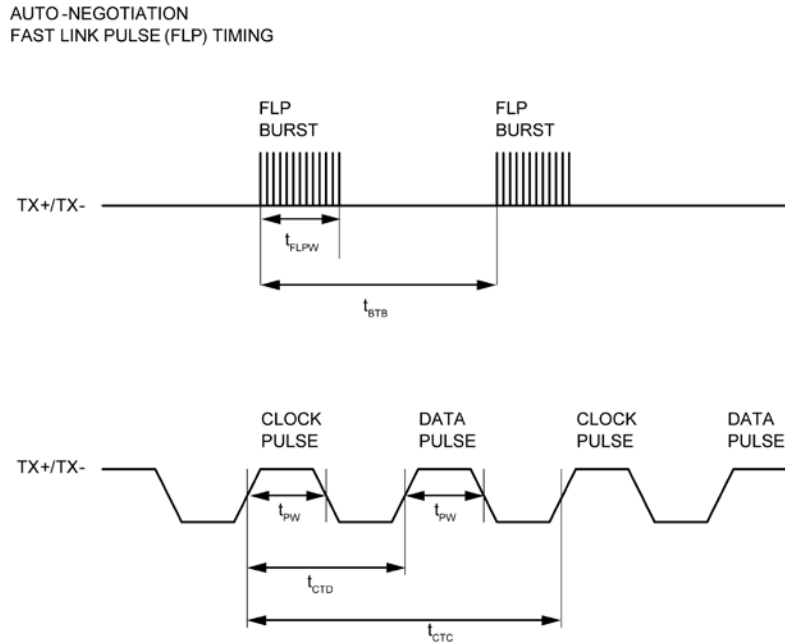 AUTO-NEGOTIATION
FAST LINK PULSE (FLP) TIMING
FLP
BURST
FLP
BURST
TX+/TX-
tFLPW
tBTB
CLOCK
PULSE
DATA
PULSE
CLOCK
PULSE
DATA
PULSE
TX+/TX-
tPW
tPW
tCTD
tCTC